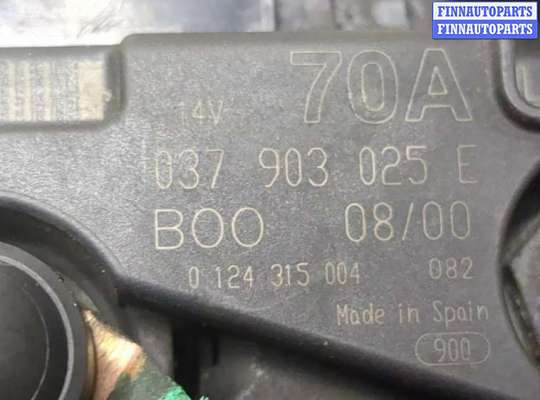 FINNAUTOPARTS
FINNAUTOPARTS
14V 70A
037 903 025 E
BOO 08/00
0 124 315 004 082
Made in Spain
900